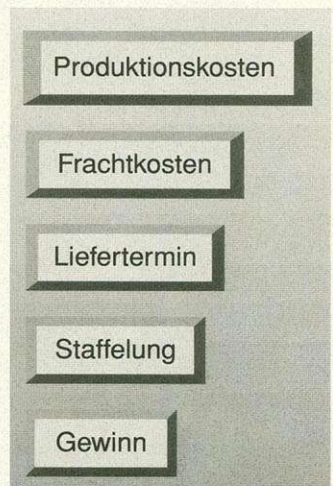 Produktionskosten
Frachtkosten
Liefertermin
Staffelung
Gewinn